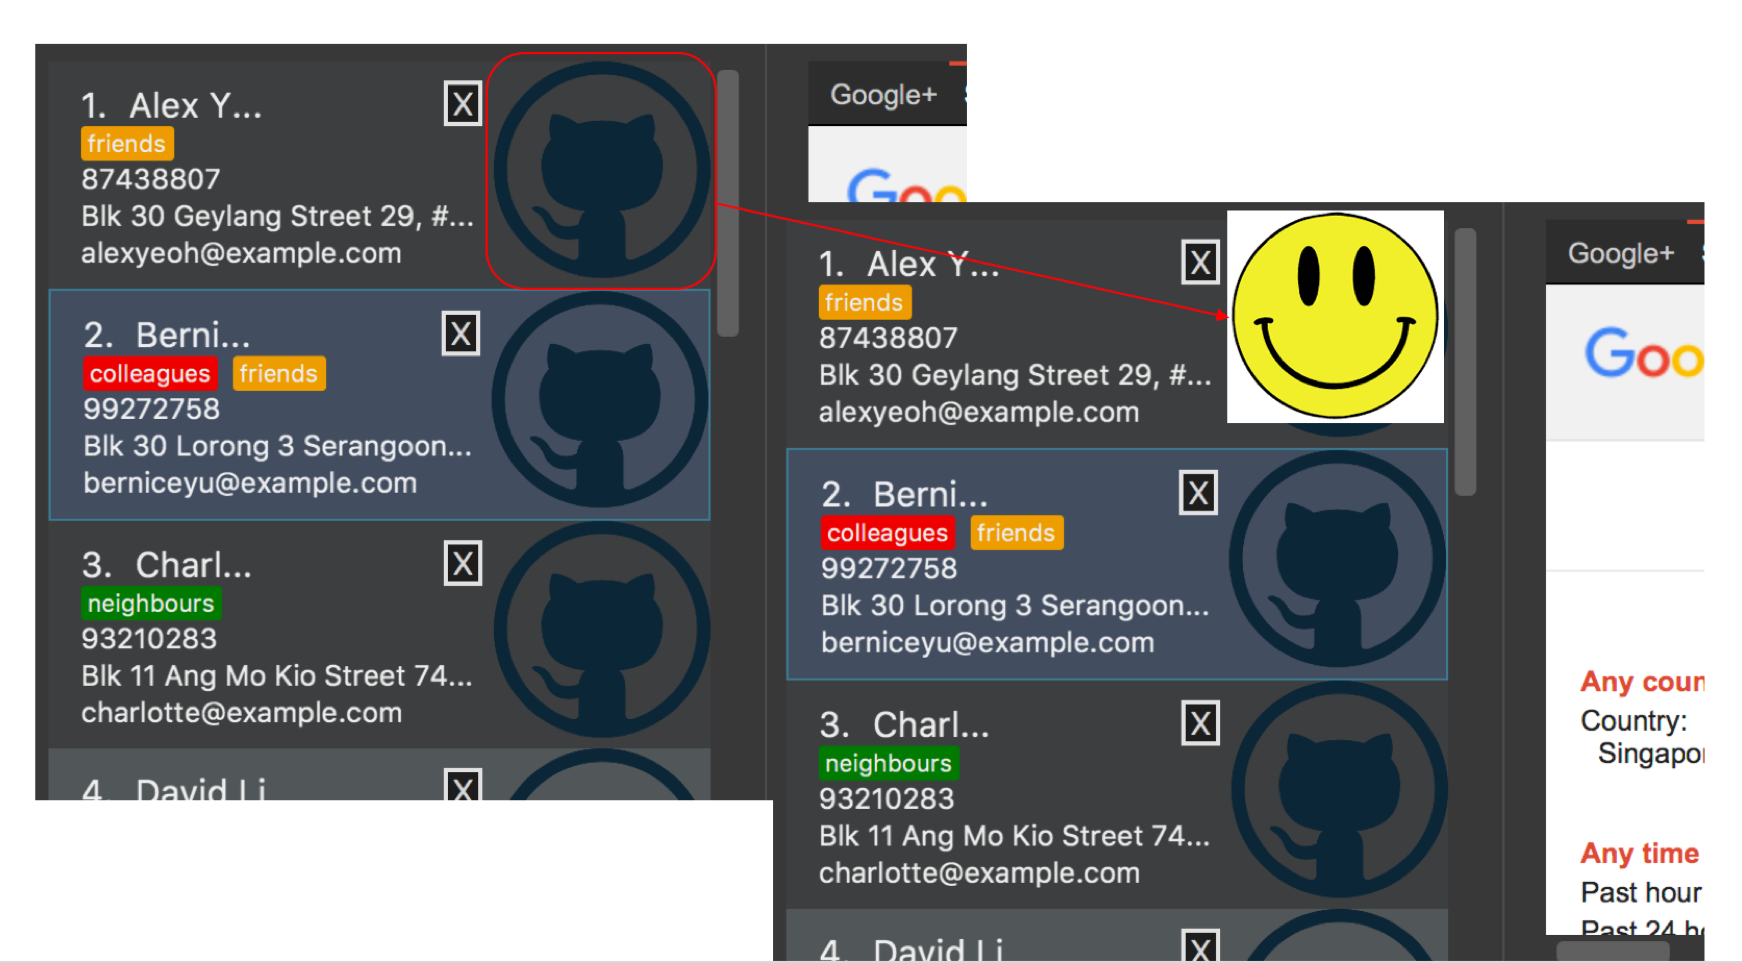 1. Alex Y...
X
friends
87438807
Blk 30 Geylang Street 29, #...
alexyeoh@example.com
2. Berni...
X
colleagues friends
99272758
Blk 30 Lorong 3 Serangoon...
berniceyu@example.com
3. Charl...
X
neighbours
93210283
Blk 11 Ang Mo Kio Street 74...
charlotte@example.com
4. David Li
X
Google+
Goo
1. Alex Y...
X
friends
87438807
Blk 30 Geylang Street 29, #...
alexyeoh@example.com
2. Berni...
X
colleagues friends
99272758
Blk 30 Lorong 3 Serangoon...
berniceyu@example.com
3. Charl...
X
neighbours
93210283
Blk 11 Ang Mo Kio Street 74...
charlotte@example.com
4. David Li
X
Google+
Goo
Any coun
Country:
Singapo
Any time
Past hour
Past 24 h